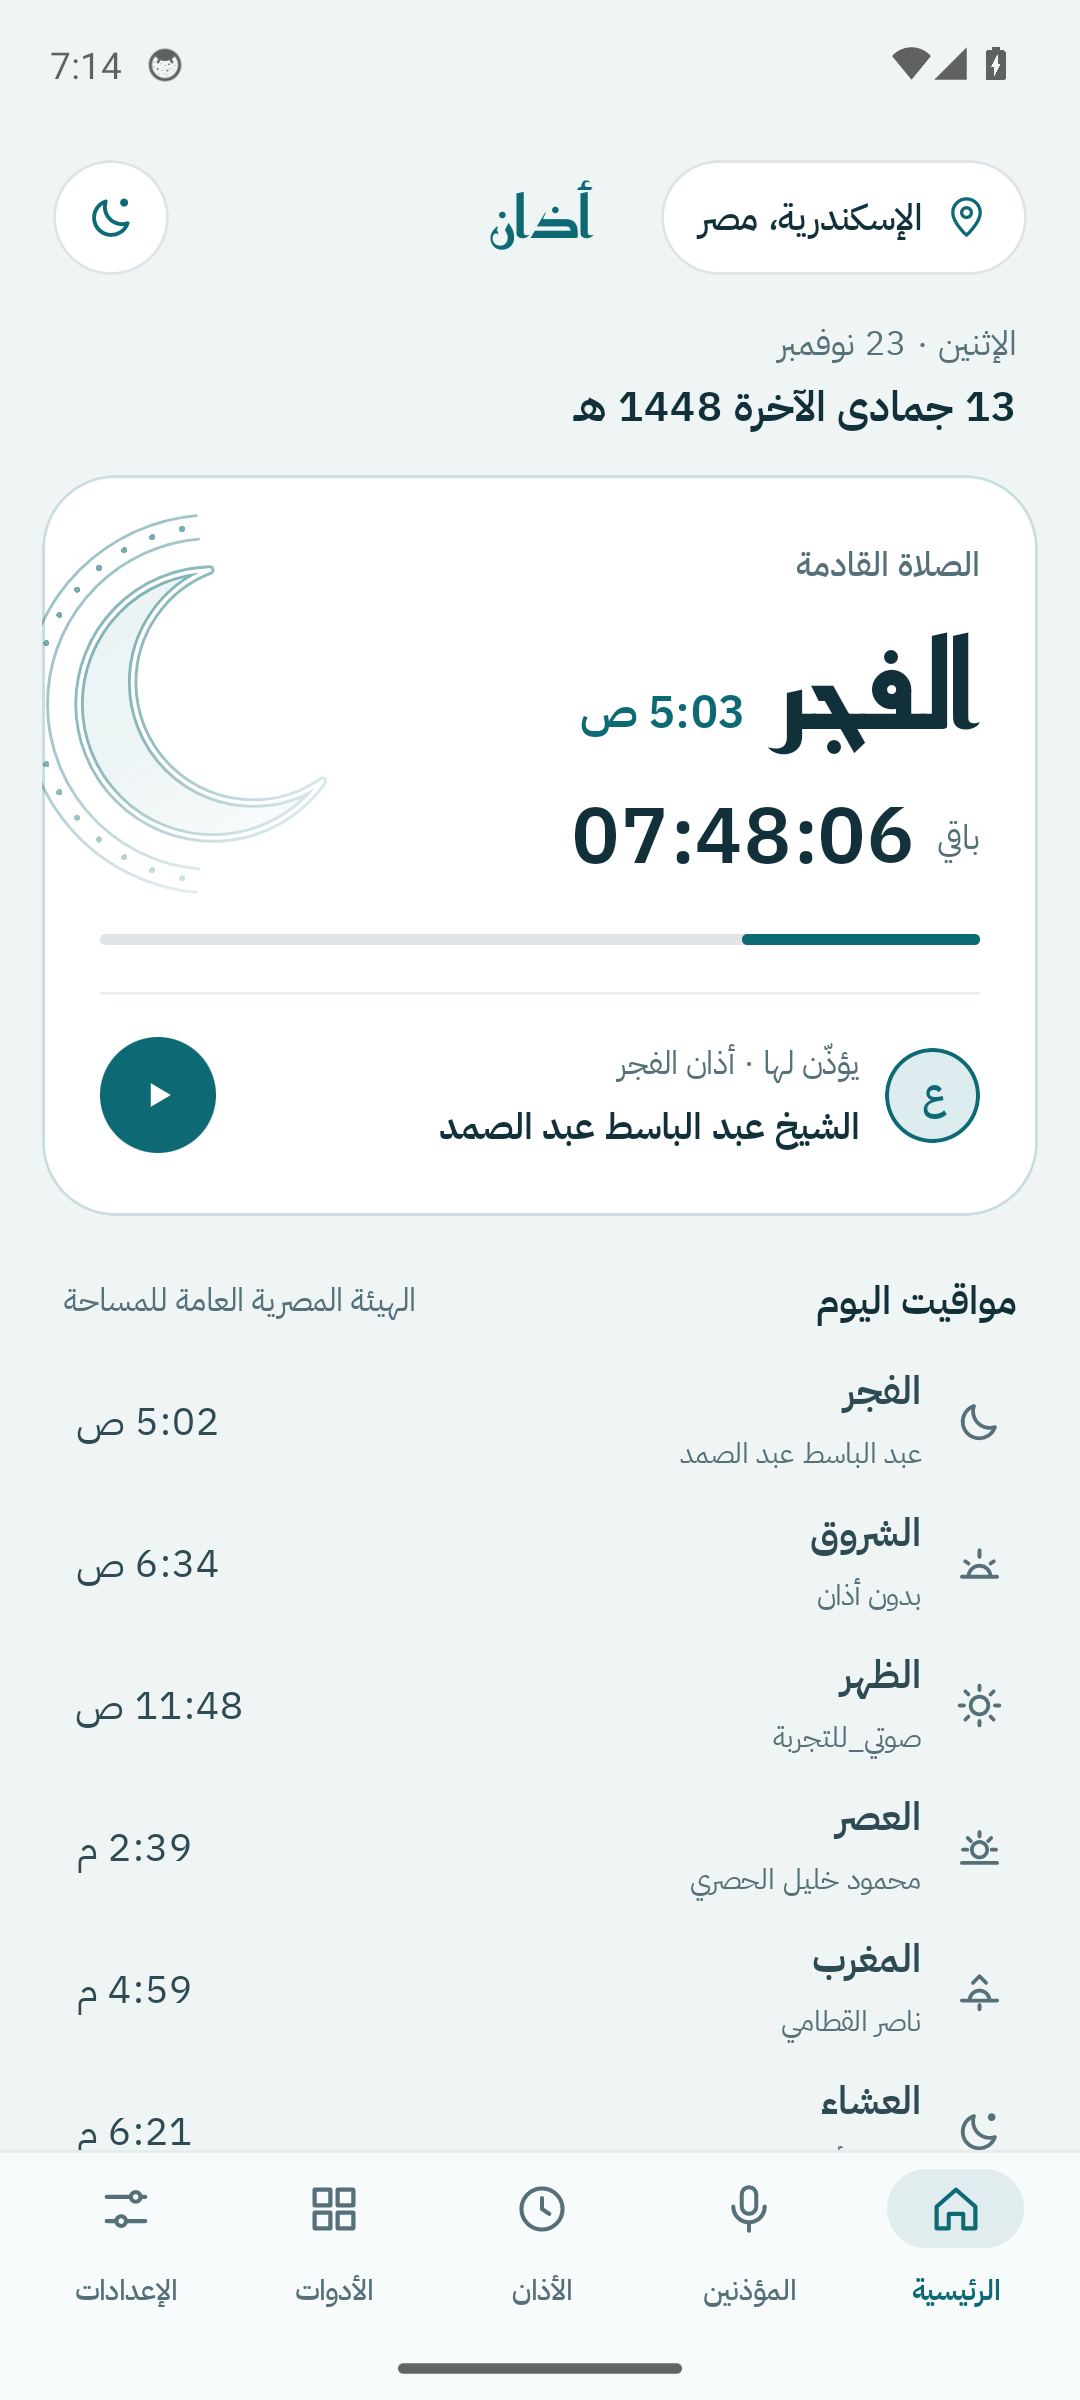 7:14
الإسكندرية، مصر
أذان
الإثنين · 23 نوفمبر
13 جمادى الآخرة 1448 هـ
الصلاة القادمة
الفجر 5:03 ص
باقي 07:48:06
يؤذّن لها · أذان الفجر
ع
الشيخ عبد الباسط عبد الصمد
مواقيت اليوم
الهيئة المصرية العامة للمساحة
الفجر
عبد الباسط عبد الصمد
5:02 ص
الشروق
بدون أذان
6:34 ص
الظهر
صوتي_للتجربة
11:48 ص
العصر
محمود خليل الحصري
2:39 م
المغرب
ناصر القطامي
4:59 م
العشاء
6:21 م
الرئيسية
المؤذنين
الأذان
الأدوات
الإعدادات